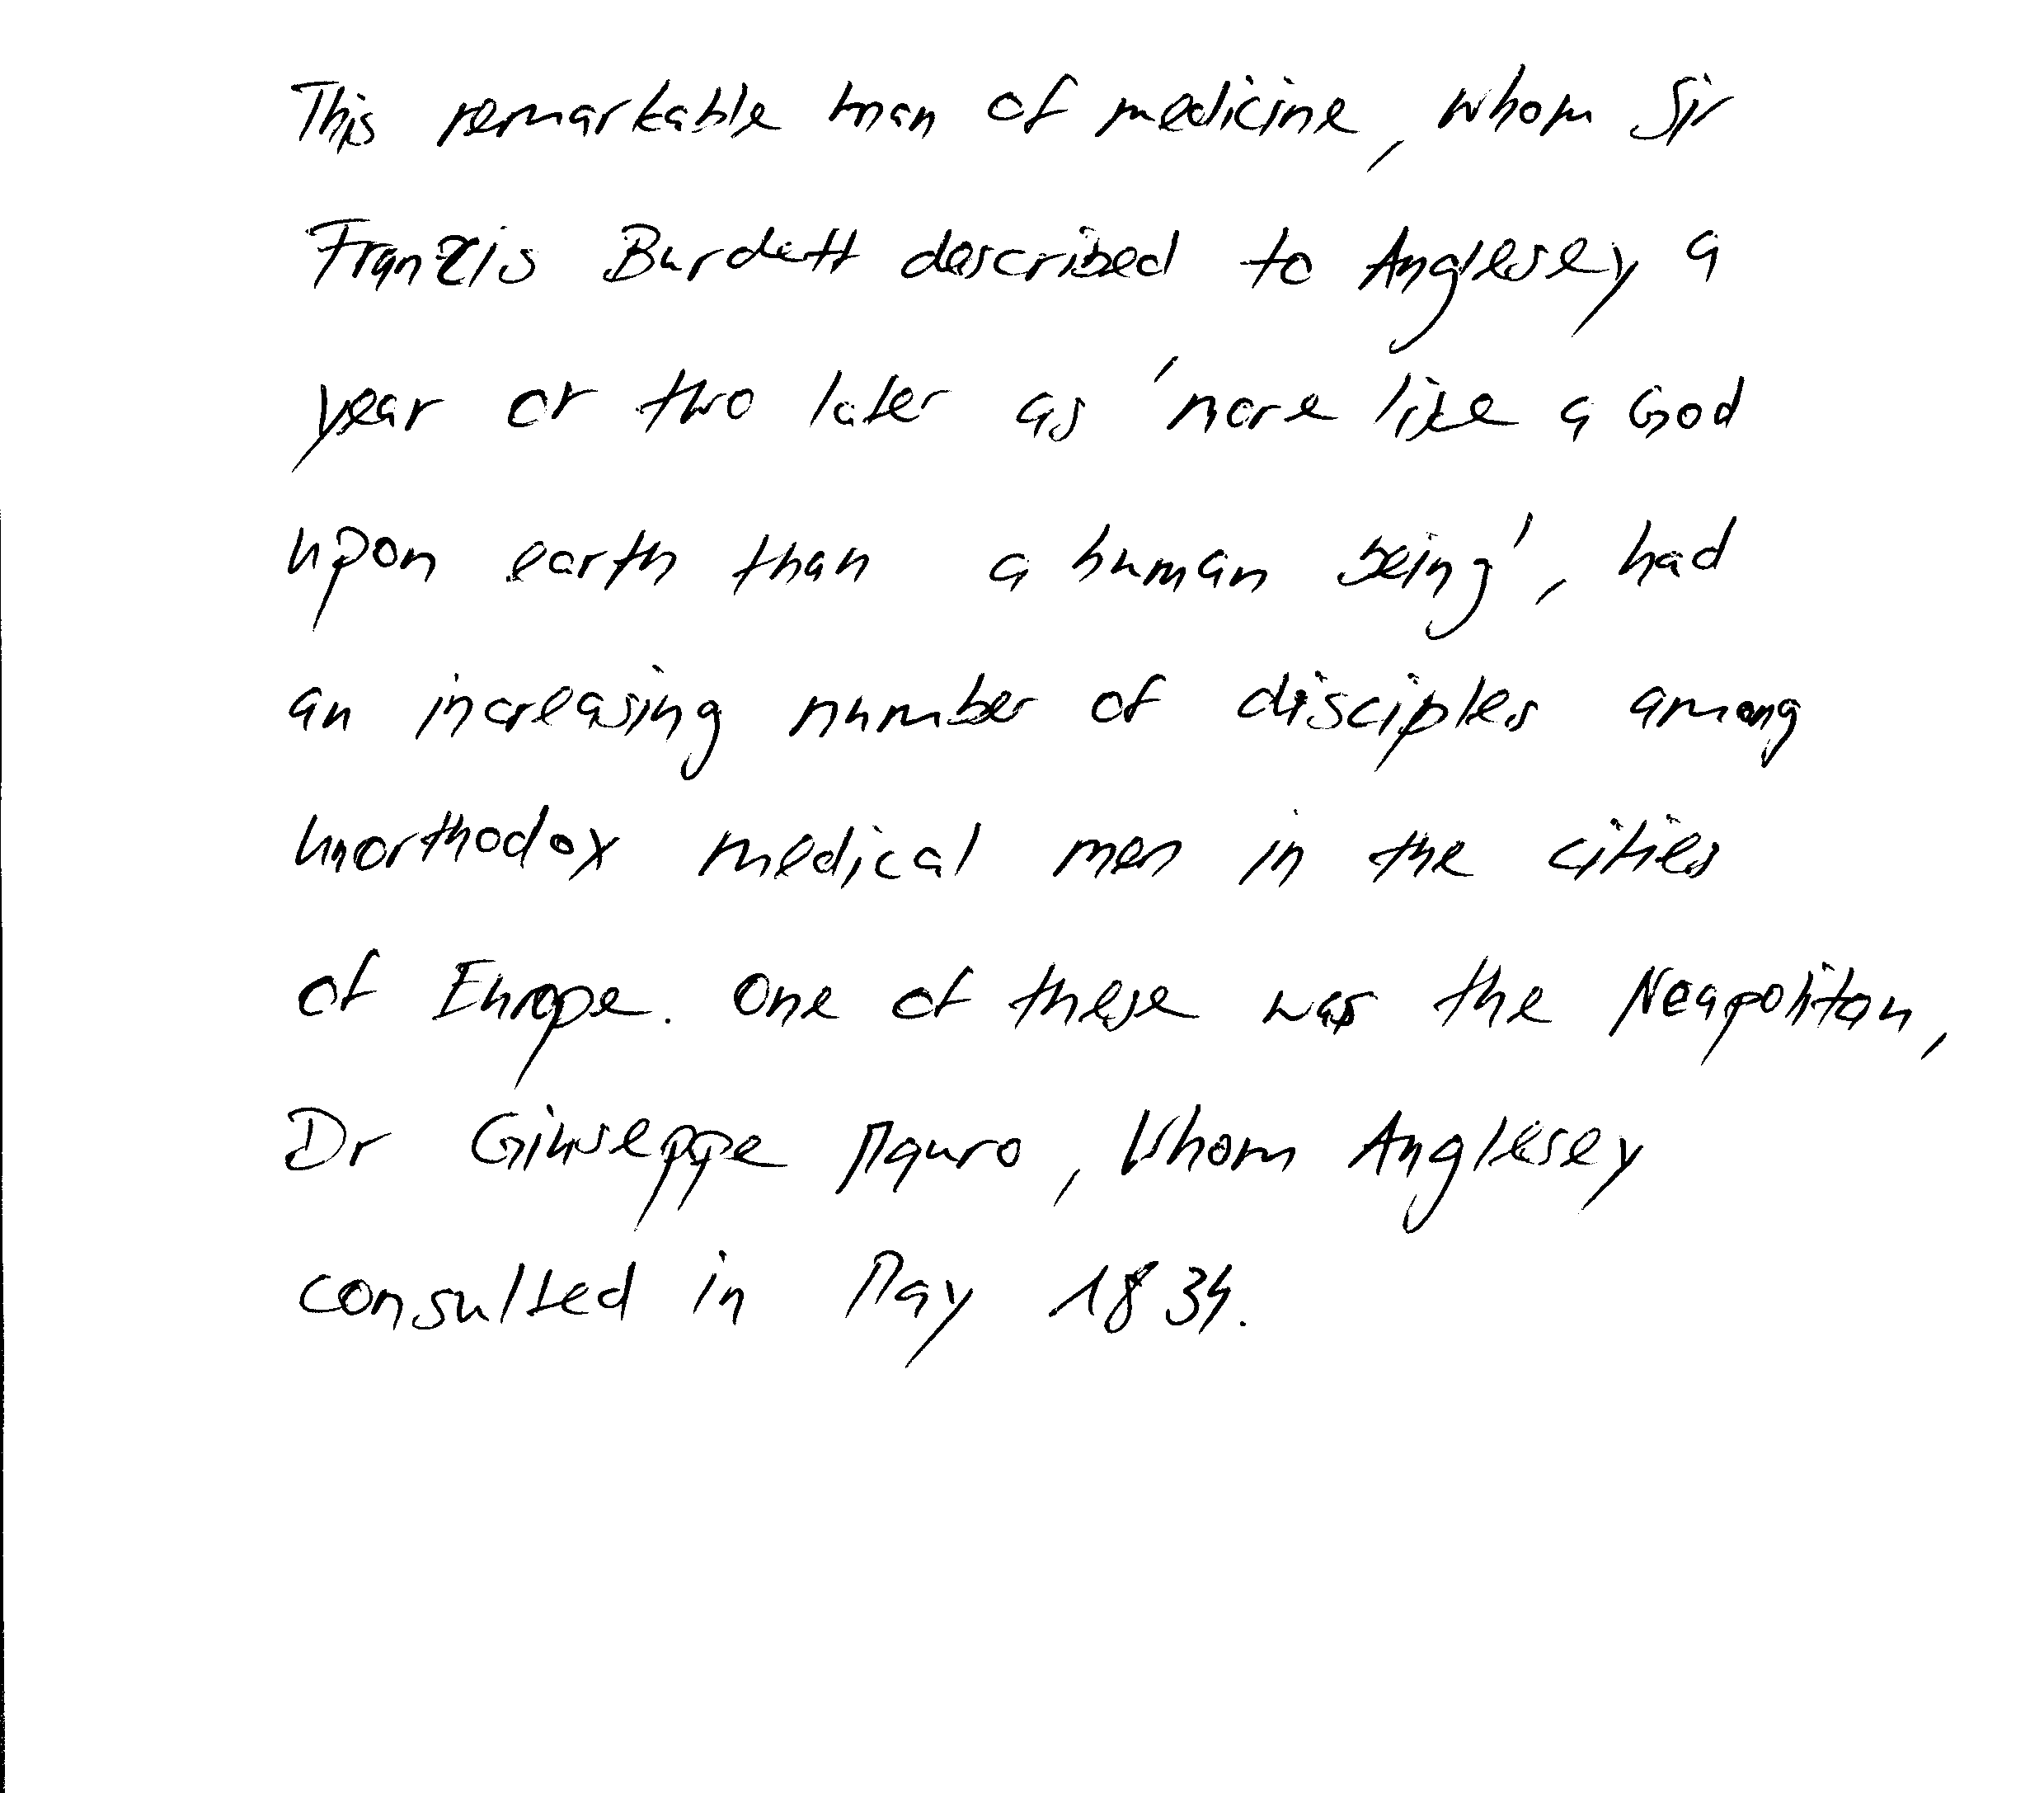 This remarkable man of medicine, whom Sir
Francis Burdett described to Anglesey a
year or two later as 'more like a God
upon earth than a human being', had
an increasing number of disciples among
unorthodox medical men in the cities
of Europe. One of these was the Neapolitan,
Dr Giuseppe Mauro, whom Anglesey
consulted in May 1834.